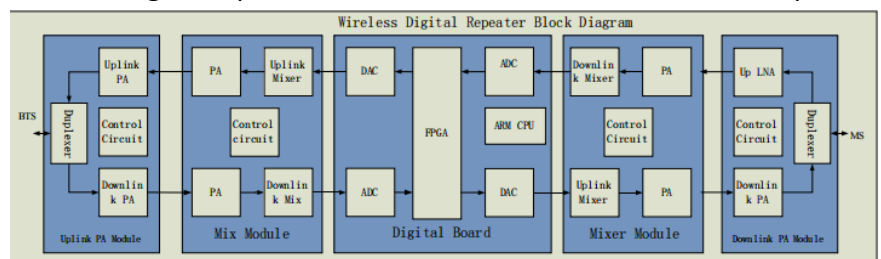 Wireless Digital Repeater Block Diagram
BTS
Duplexer
Uplink
PA
Control
Circuit
Downlin
k PA
Uplink PA Module
PA
Uplink
Mixer
Control
circuit
PA
Downlin
k Mix
Mix Module
DAC
FPGA
ADC
ARM CPU
ADC
DAC
Digital Board
Downlin
k Mixer
PA
Control
Circuit
Uplink
Mixer
PA
Mixer Module
Up LNA
Control
Circuit
Downlin
k PA
Duplexer
Downlink PA Module
MS